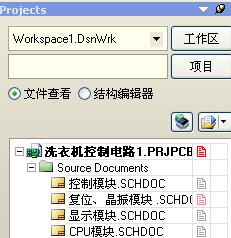 Projects
Workspace1.DsnWrk 工作区
项目
文件查看 结构编辑器
洗衣机控制电路1.PRJPCB
Source Documents
控制模块.SCHDOC
复位、晶振模块.SCHDOC
显示模块.SCHDOC
CPU模块.SCHDOC